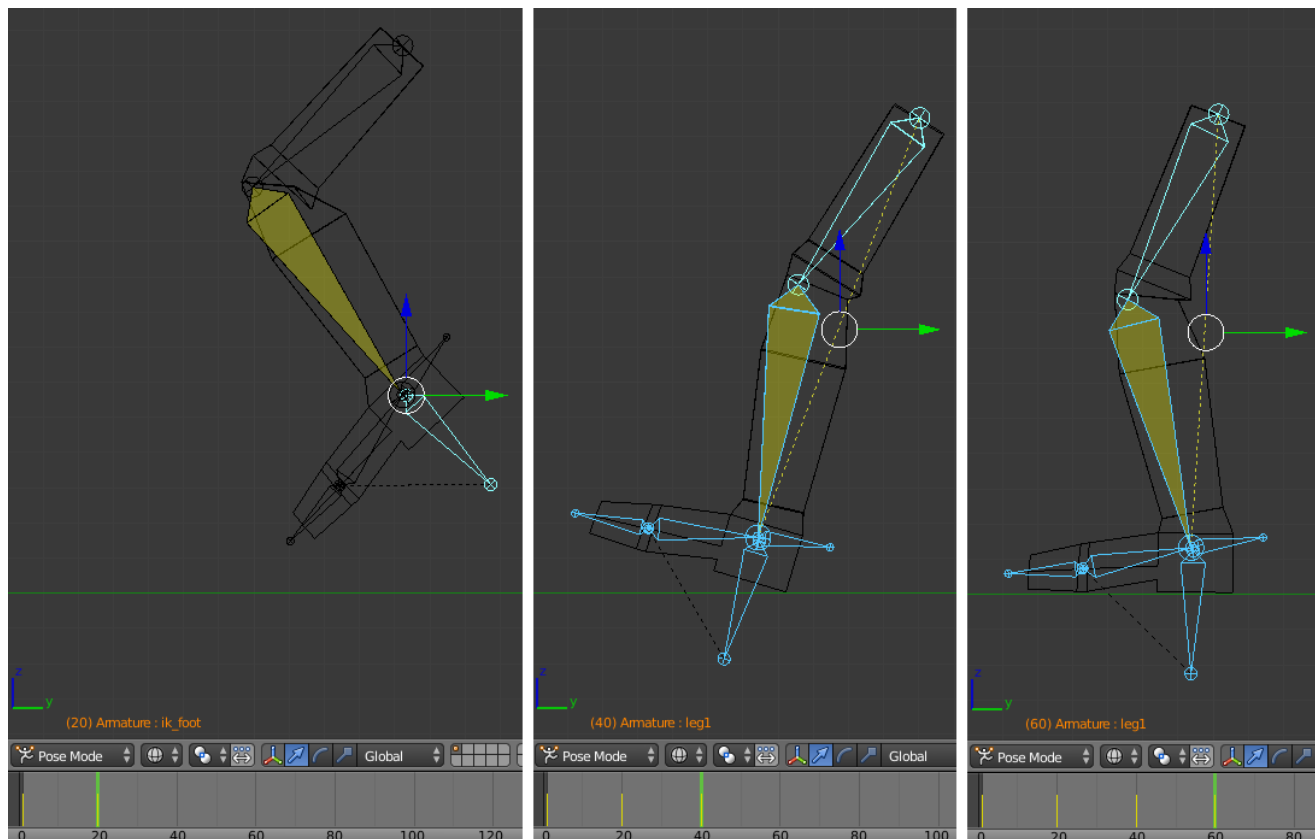 z
y
(20) Armature : ik_foot
Pose Mode
Global
0
20
40
60
80
100
120
z
y
(40) Armature : leg1
Pose Mode
Global
0
20
40
60
80
100
z
y
(60) Armature : leg1
Pose Mode
Global
0
20
40
60
80